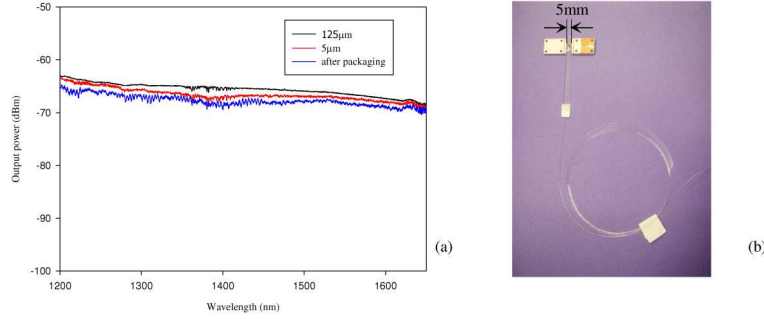 -50
-60
-70
-80
-90
-100
Output power (dBm)
125μm
5μm
after packaging
1200 1300 1400 1500 1600
Wavelength (nm)
(a)
5mm
(b)